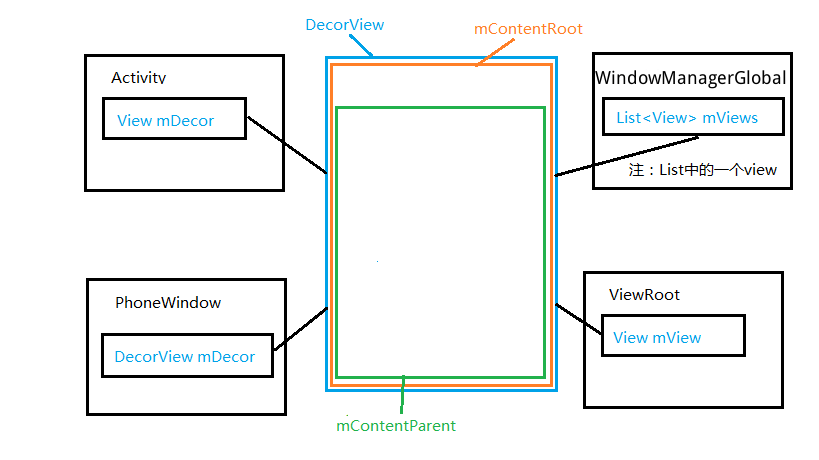 DecorView
mContentRoot
Activity
View mDecor
WindowManagerGlobal
List<View> mViews
注：List中的一个view
PhoneWindow
DecorView mDecor
ViewRoot
View mView
mContentParent